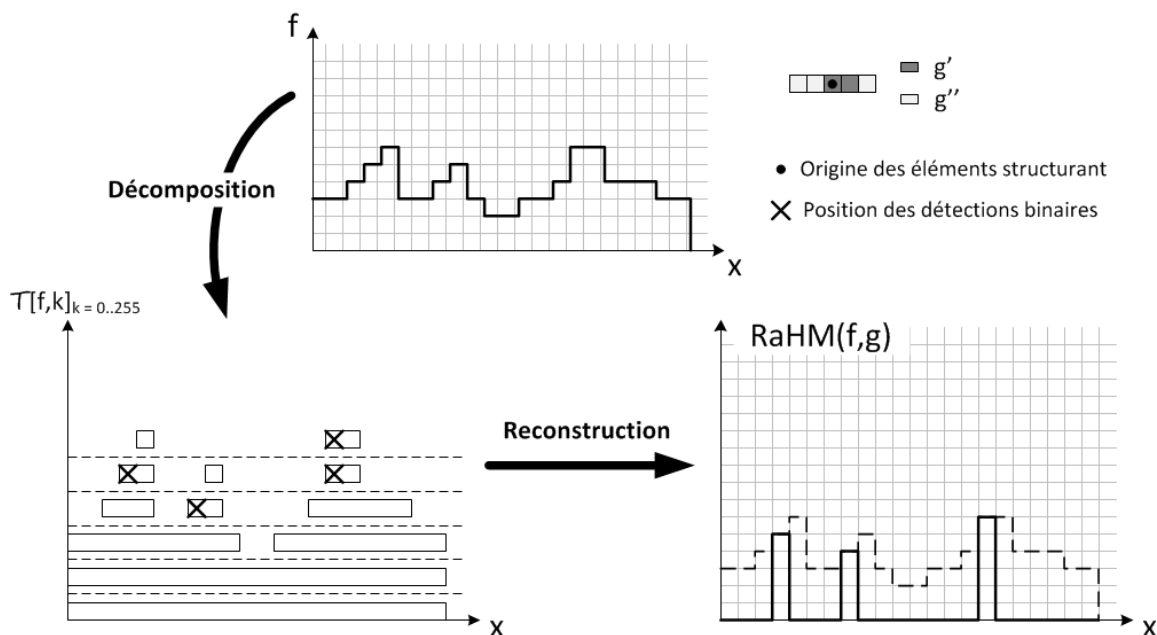 f
g'
g''
Origine des éléments structurant
Décomposition
Position des détections binaires
x
T[f,k]k = 0..255
RaHM(f,g)
Reconstruction
x
x